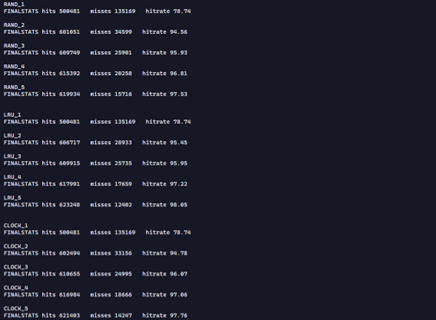 RAND_1
FINALSTATS hits 500481 misses 135169 hitrate 78.74
RAND_2
FINALSTATS hits 601051 misses 34599 hitrate 94.56
RAND_3
FINALSTATS hits 609749 misses 25901 hitrate 95.93
RAND_4
FINALSTATS hits 615392 misses 20258 hitrate 96.81
RAND_5
FINALSTATS hits 619934 misses 15716 hitrate 97.53
LRU_1
FINALSTATS hits 500481 misses 135169 hitrate 78.74
LRU_2
FINALSTATS hits 606717 misses 28933 hitrate 95.45
LRU_3
FINALSTATS hits 609915 misses 25735 hitrate 95.95
LRU_4
FINALSTATS hits 617991 misses 17659 hitrate 97.22
LRU_5
FINALSTATS hits 623248 misses 12402 hitrate 98.05
CLOCK_1
FINALSTATS hits 500481 misses 135169 hitrate 78.74
CLOCK_2
FINALSTATS hits 602494 misses 33156 hitrate 94.78
CLOCK_3
FINALSTATS hits 610655 misses 24995 hitrate 96.07
CLOCK_4
FINALSTATS hits 616984 misses 18666 hitrate 97.06
CLOCK_5
FINALSTATS hits 621403 misses 14247 hitrate 97.76